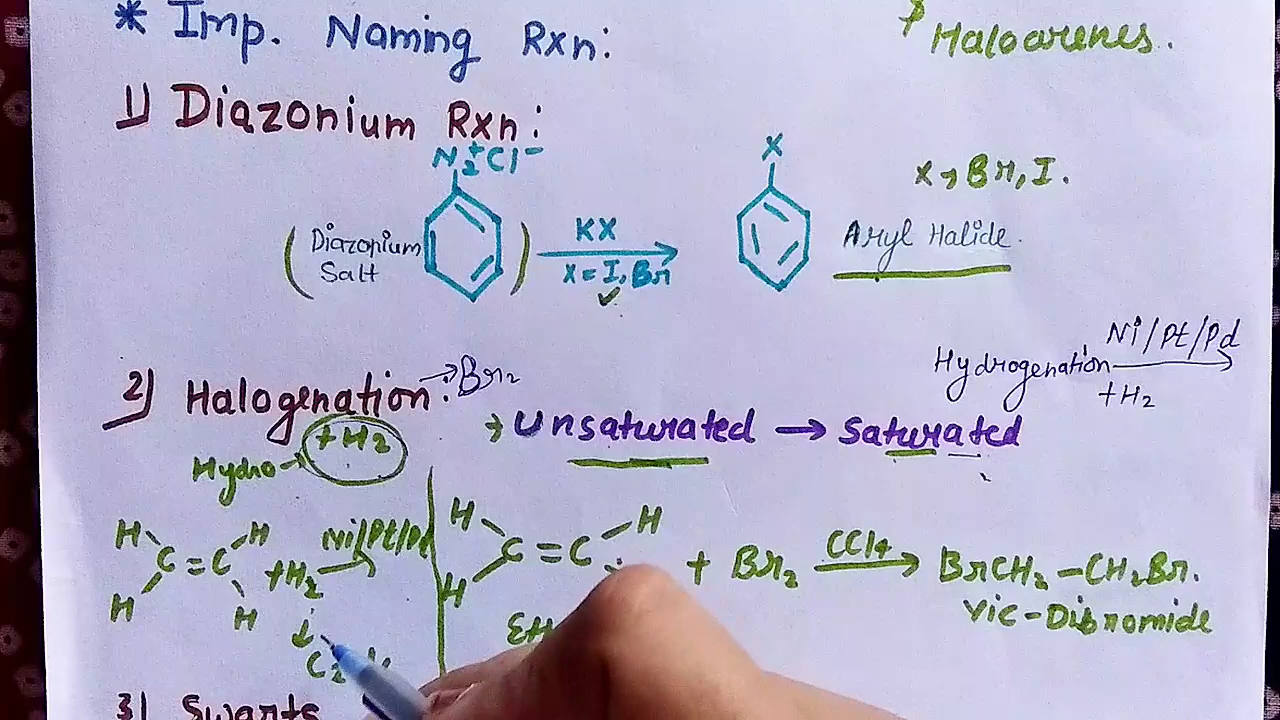 * Imp. Naming Rxn:
Haloarenes.
1) Diazonium Rxn:
N₂⁺Cl⁻
X
X → Br, I.
(Diazonium Salt)
KX
X = I, Br
Aryl Halide.
Ni/Pt/Pd
Hydrogenation
+H₂
2) Halogenation: → Br₂
→ Unsaturated → Saturated
Hydro → +H₂
H H C = C H H + H₂ Ni/Pt/Pd
H H C = C H + Br₂ CCl₄ → BrCH₂ – CH₂Br.
Vic-Dibromide
3) Swarts